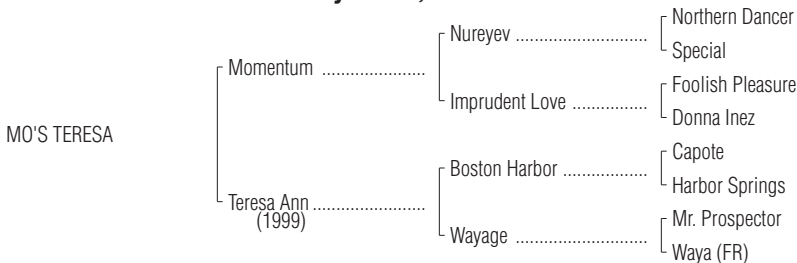 Northern Dancer
Nureyev ............................
Special
Momentum ......................
Foolish Pleasure
Imprudent Love ................
Donna Inez
MO'S TERESA
Capote
Boston Harbor ..................
Harbor Springs
Teresa Ann ........................
(1999)
Mr. Prospector
Wayage ............................
Waya (FR)